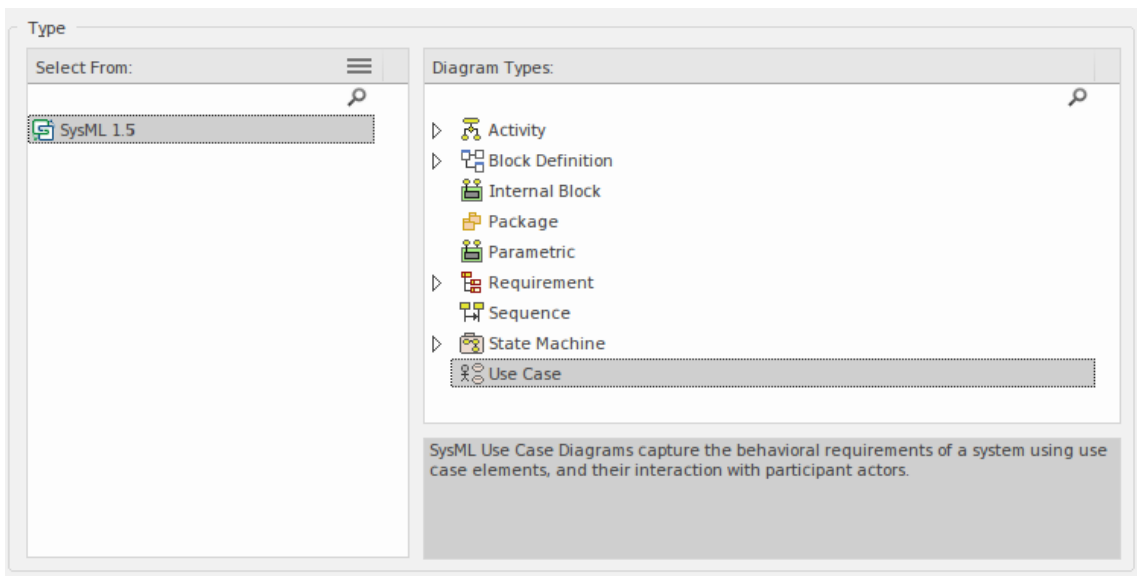 Type
Select From:
Diagram Types:
SysML 1.5
Activity
Block Definition
Internal Block
Package
Parametric
Requirement
Sequence
State Machine
Use Case
SysML Use Case Diagrams capture the behavioral requirements of a system using use
case elements, and their interaction with participant actors.